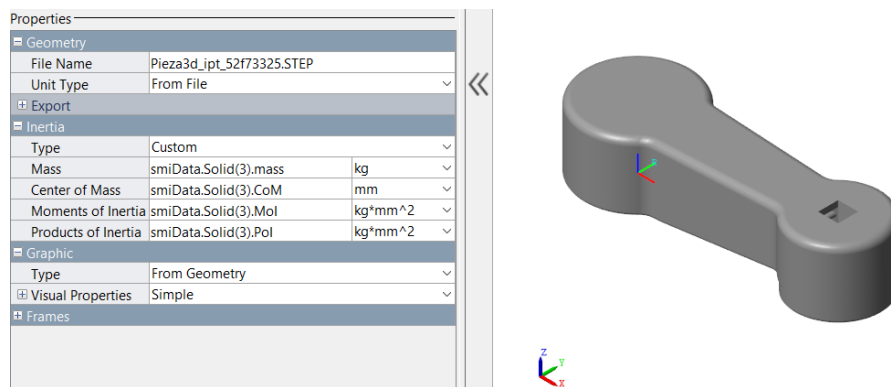 Properties
Geometry
File Name Pieza3d_ipt_52f73325.STEP
Unit Type From File
Export
Inertia
Type Custom
Mass smiData.Solid(3).mass kg
Center of Mass smiData.Solid(3).CoM mm
Moments of Inertia smiData.Solid(3).MoI kg*mm^2
Products of Inertia smiData.Solid(3).PoI kg*mm^2
Graphic
Type From Geometry
Visual Properties Simple
Frames
Z
Y
X